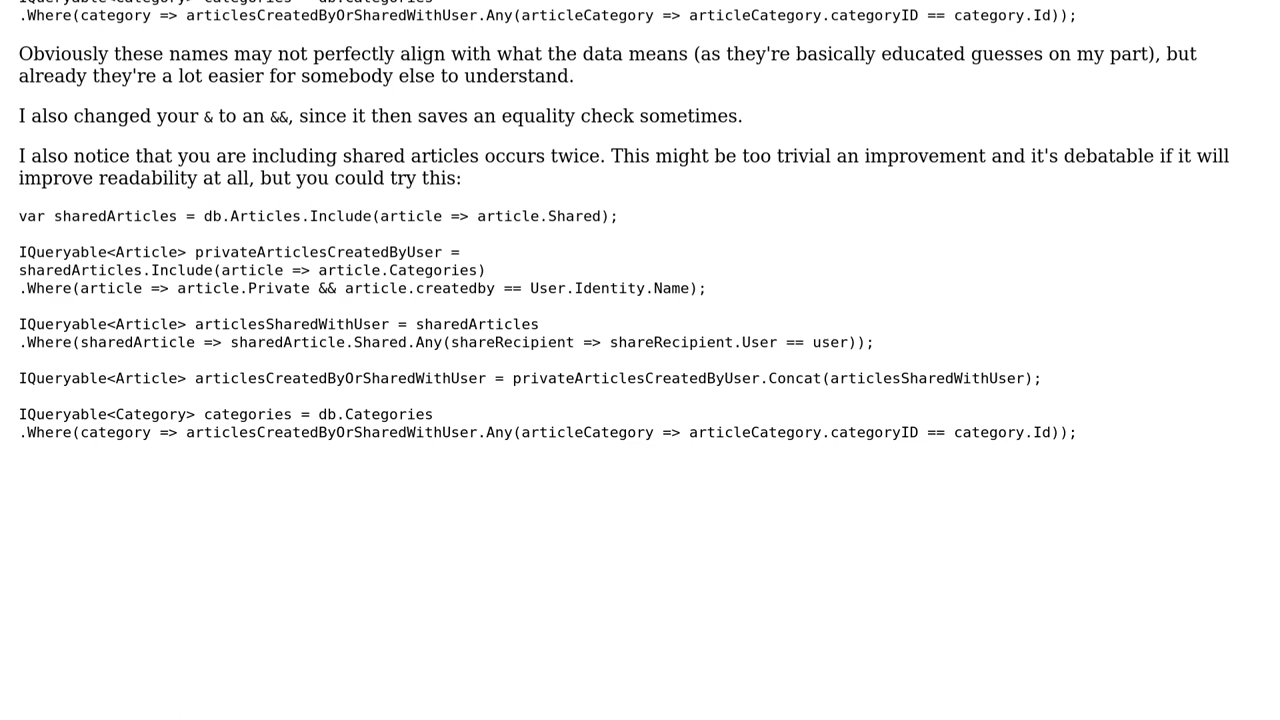 .Where(category => articlesCreatedByOrSharedWithUser.Any(articleCategory => articleCategory.categoryID == category.Id));
Obviously these names may not perfectly align with what the data means (as they're basically educated guesses on my part), but
already they're a lot easier for somebody else to understand.
I also changed your & to an &&, since it then saves an equality check sometimes.
I also notice that you are including shared articles occurs twice. This might be too trivial an improvement and it's debatable if it will
improve readability at all, but you could try this:
var sharedArticles = db.Articles.Include(article => article.Shared);
IQueryable<Article> privateArticlesCreatedByUser =
sharedArticles.Include(article => article.Categories)
.Where(article => article.Private && article.createdby == User.Identity.Name);
IQueryable<Article> articlesSharedWithUser = sharedArticles
.Where(sharedArticle => sharedArticle.Shared.Any(shareRecipient => shareRecipient.User == user));
IQueryable<Article> articlesCreatedByOrSharedWithUser = privateArticlesCreatedByUser.Concat(articlesSharedWithUser);
IQueryable<Category> categories = db.Categories
.Where(category => articlesCreatedByOrSharedWithUser.Any(articleCategory => articleCategory.categoryID == category.Id));